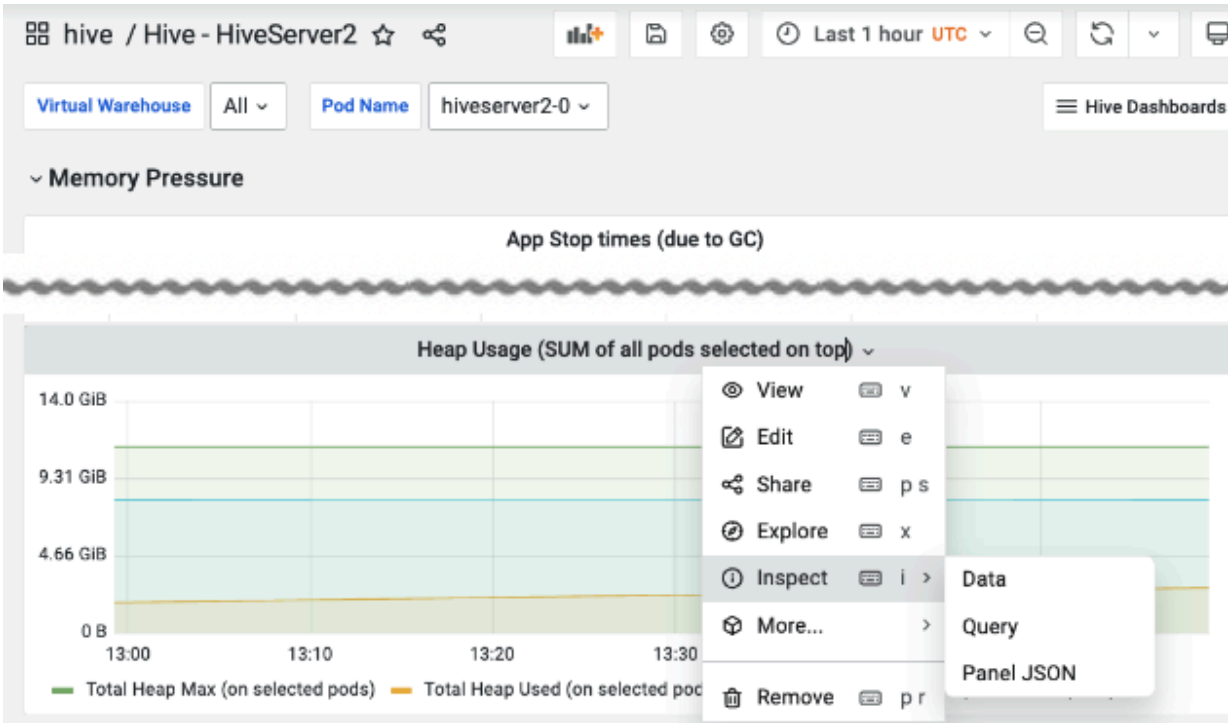 hive / Hive - HiveServer2 Last 1 hour UTC
Virtual Warehouse All Pod Name hiveserver2-0 Hive Dashboards
Memory Pressure
App Stop times (due to GC)
Heap Usage (SUM of all pods selected on top)
14.0 GiB
9.31 GiB
4.66 GiB
0 B
13:00 13:10 13:20 13:30
Total Heap Max (on selected pods) Total Heap Used (on selected
View v
Edit e
Share p s
Explore x
Inspect i >
More... >
Remove p r
Data
Query
Panel JSON